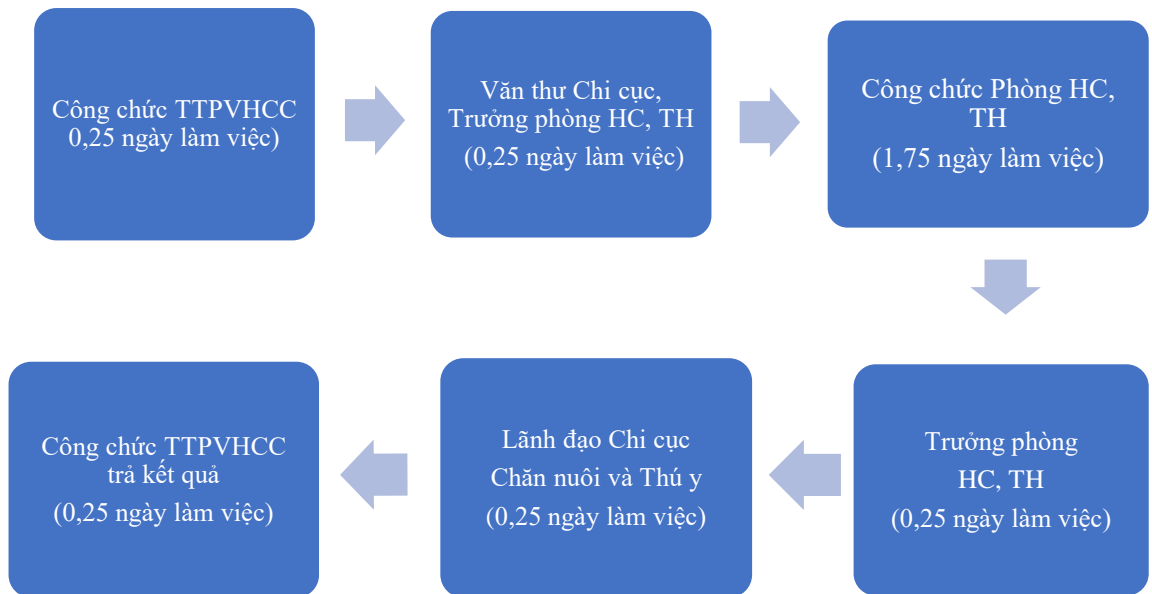 Công chức TTPVHCC
0,25 ngày làm việc)
Văn thư Chi cục,
Trưởng phòng HC, TH
(0,25 ngày làm việc)
Công chức Phòng HC,
TH
(1,75 ngày làm việc)
Trưởng phòng
HC, TH
(0,25 ngày làm việc)
Lãnh đạo Chi cục
Chăn nuôi và Thú y
(0,25 ngày làm việc)
Công chức TTPVHCC
trả kết quả
(0,25 ngày làm việc)